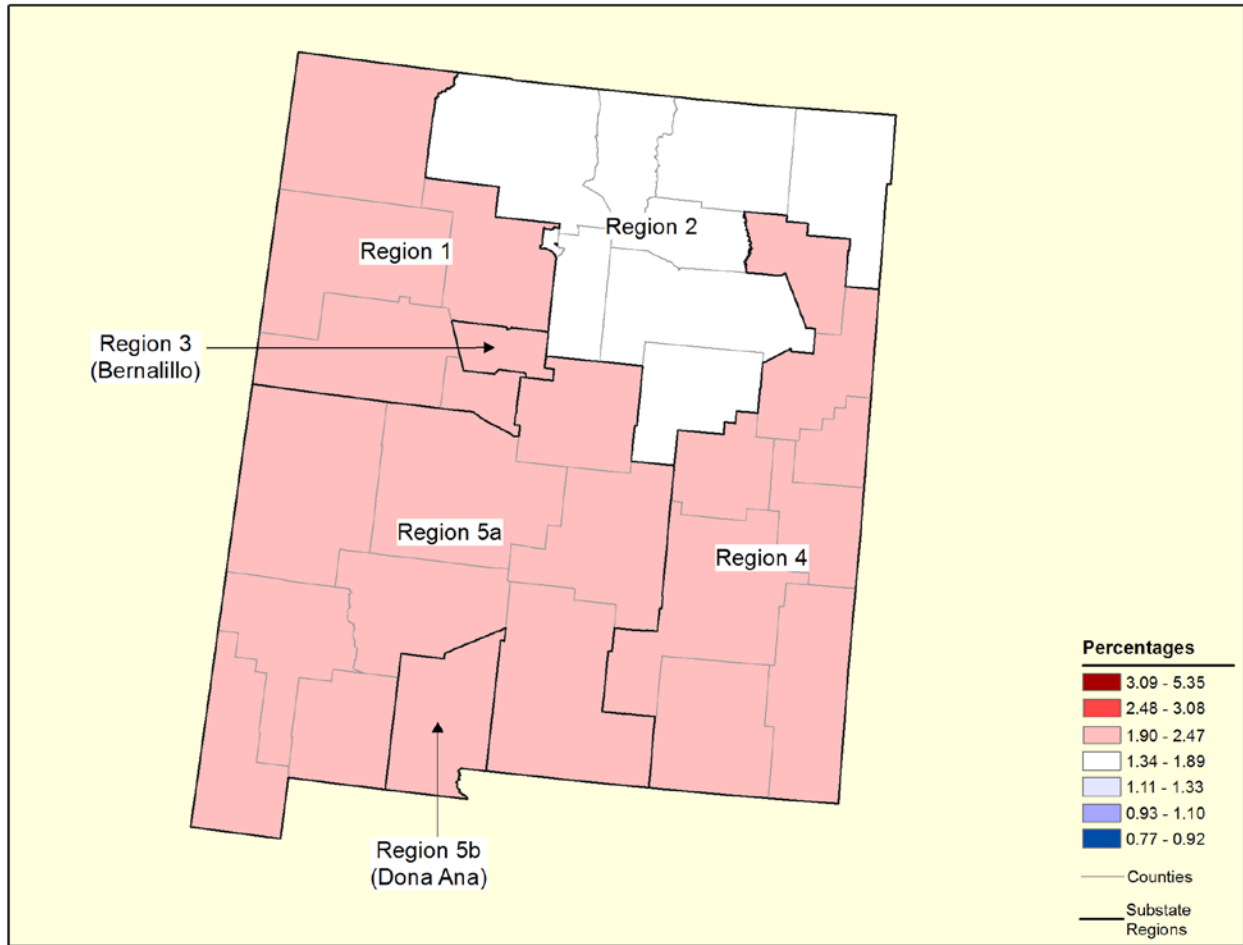 Region 2
Region 1
Region 3
(Bernalillo)
Region 5a
Region 4
Region 5b
(Dona Ana)
Percentages
3.09 - 5.35
2.48 - 3.08
1.90 - 2.47
1.34 - 1.89
1.11 - 1.33
0.93 - 1.10
0.77 - 0.92
Counties
Substate
Regions